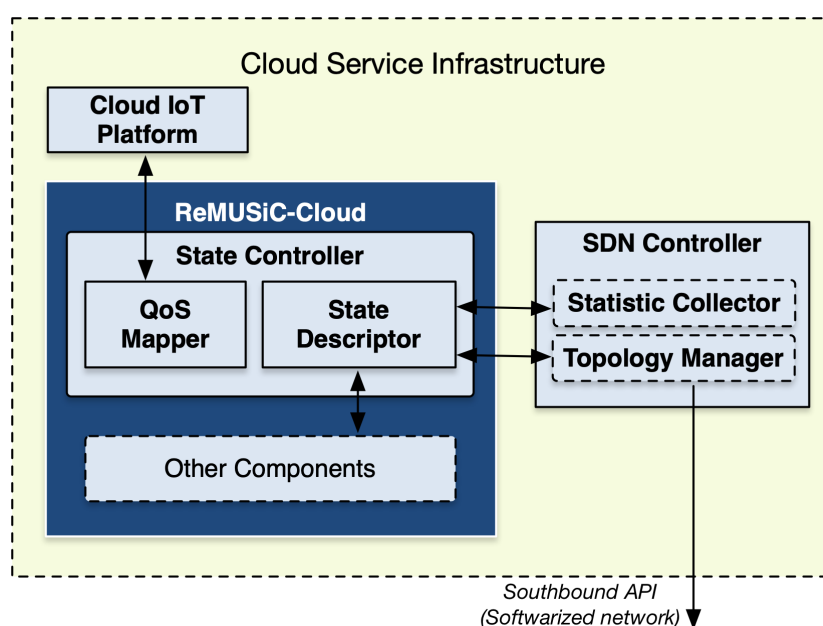 Cloud Service Infrastructure
Cloud IoT
Platform
ReMUSiC-Cloud
State Controller
QoS
Mapper
State
Descriptor
Other Components
SDN Controller
Statistic Collector
Topology Manager
Southbound API
(Softwarized network)